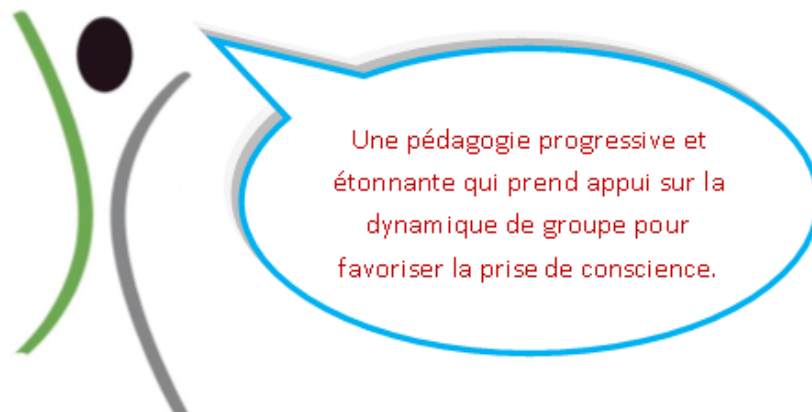 Une pédagogie progressive et
étonnante qui prend appui sur la
dynamique de groupe pour
favoriser la prise de conscience.